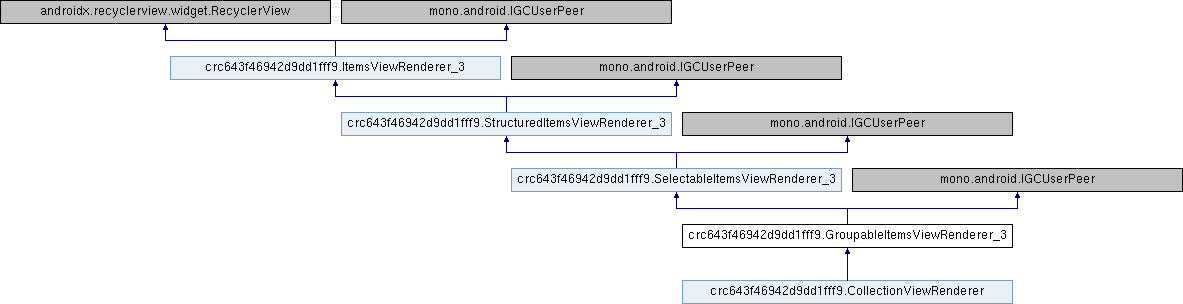 androidx.recyclerview.widget.RecyclerView
mono.android.IGCUserPeer
crc643f46942d9dd1fff9.ItemsViewRenderer_3
mono.android.IGCUserPeer
crc643f46942d9dd1fff9.StructuredItemsViewRenderer_3
mono.android.IGCUserPeer
crc643f46942d9dd1fff9.SelectableItemsViewRenderer_3
mono.android.IGCUserPeer
crc643f46942d9dd1fff9.GroupableItemsViewRenderer_3
crc643f46942d9dd1fff9.CollectionViewRenderer